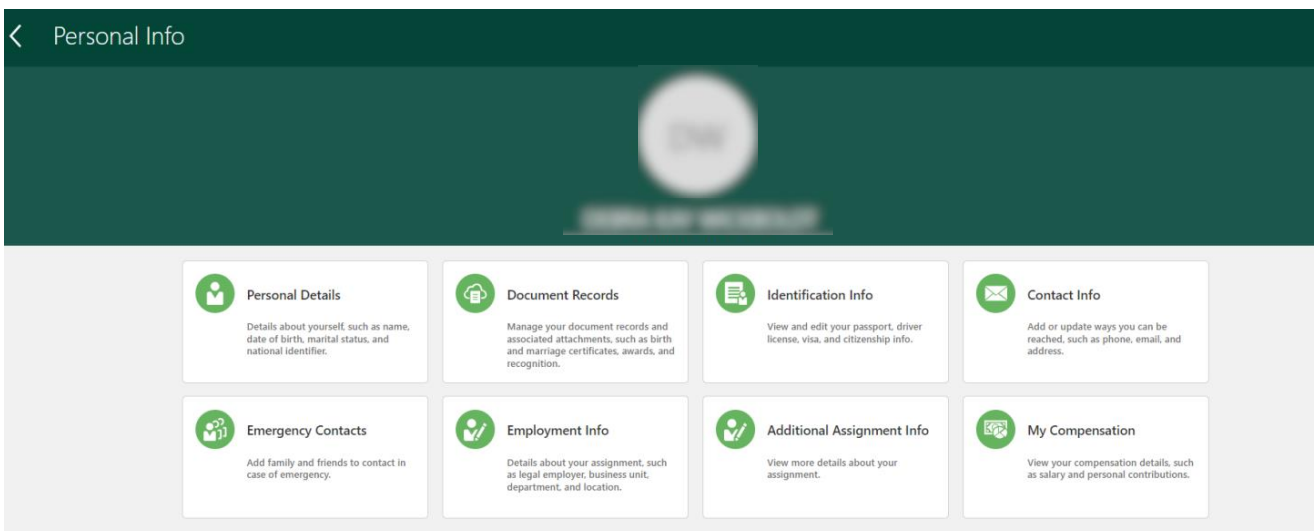 Personal Info
Personal Details
Details about yourself, such as name,
date of birth, marital status, and
national identifier.
Document Records
Manage your document records and
associated attachments, such as birth
and marriage certificates, awards, and
recognition.
Identification Info
View and edit your passport, driver
license, visa, and citizenship info.
Contact Info
Add or update ways you can be
reached, such as phone, email, and
address.
Emergency Contacts
Add family and friends to contact in
case of emergency.
Employment Info
Details about your assignment, such
as legal employer, business unit,
department, and location.
Additional Assignment Info
View more details about your
assignment.
My Compensation
View your compensation details, such
as salary and personal contributions.